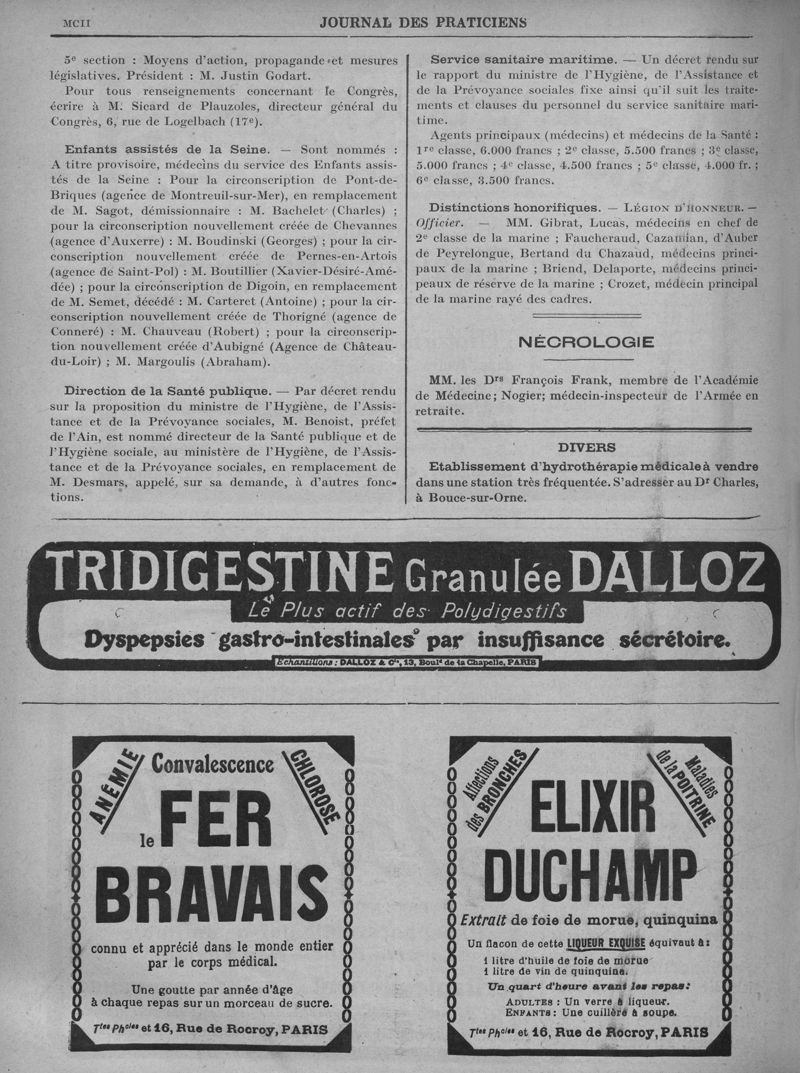 MCII
JOURNAL DES PRATICIENS
5e section : Moyens d'action, propagande et mesures
législatives. Président : M. Justin Godart.
Pour tous renseignements concernant le Congrès,
écrire à M. Sicard de Plauzoles, directeur général du
Congrès, 6, rue de Logelbach (17e).
Enfants assistés de la Seine. — Sont nommés :
A titre provisoire, médecins du service des Enfants assis-
tés de la Seine : Pour la circonscription de Pont-de-
Briques (agence de Montreuil-sur-Mer), en remplacement
de M. Sagot, démissionnaire : M. Bachelet (Charles) ;
pour la circonscription nouvellement créée de Chevannes
(agence d'Auxerre) : M. Boudinski (Georges) ; pour la cir-
conscription nouvellement créée de Pernes-en-Artois
(agence de Saint-Pol) : M. Boutillier (Xavier-Désiré-Amé-
dée) ; pour la circonscription de Digoin, en remplacement
de M. Semet, décédé : M. Carteret (Antoine) ; pour la cir-
conscription nouvellement créée de Thorigné (agence de
Conneré) : M. Chauveau (Robert) ; pour la circonscrip-
tion nouvellement créée d'Aubigné (Agence de Château-
du-Loir) ; M. Margoulis (Abraham).
Direction de la Santé publique. — Par décret rendu
sur la proposition du ministre de l'Hygiène, de l'Assis-
tance et de la Prévoyance sociales, M. Benoist, préfet
de l'Ain, est nommé directeur de la Santé publique et de
l'Hygiène sociale, au ministère de l'Hygiène, de l'Assis-
tance et de la Prévoyance sociales, en remplacement de
M. Desmars, appelé, sur sa demande, à d'autres fonc-
tions.
Service sanitaire maritime. — Un décret rendu sur
le rapport du ministre de l'Hygiène, de l'Assistance et
de la Prévoyance sociales fixe ainsi qu'il suit les traite-
ments et clauses du personnel du service sanitaire mari-
time.
Agents principaux (médecins) et médecins de la Santé :
1re classe, 6.000 francs ; 2e classe, 5.500 francs ; 3e classe,
5.000 francs ; 4e classe, 4.500 francs ; 5e classe, 4.000 fr. ;
6e classe, 3.500 francs.
Distinctions honorifiques. — LÉGION D'HONNEUR. —
Officier. — MM. Gibrat, Lucas, médecins en chef de
2e classe de la marine ; Faucheraud, Cazamian, d'Auber
de Peyrelongue, Bertand du Chazaud, médecins princi-
paux de la marine ; Briend, Delaporte, médecins princi-
peaux de réserve de la marine ; Crozet, médecin principal
de la marine rayé des cadres.
NÉCROLOGIE
MM. les Drs François Frank, membre de l'Académie
de Médecine; Nogier; médecin-inspecteur de l'Armée en
retraite.
DIVERS
Etablissement d'hydrothérapie médicale à vendre
dans une station très fréquentée. S'adresser au Dr Charles,
à Bouce-sur-Orne.
TRIDIGESTINE Granulée DALLOZ
Le Plus actif des Polydigestifs
Dyspepsies gastro-intestinales par insuffisance sécrétoire.
Echantillons : DALLOZ & Cie, 13, Bould de la Chapelle, PARIS
ANÉMIE
Convalescence
CHLOROSE
le FER
BRAVAIS
connu et apprécié dans le monde entier
par le corps médical.
Une goutte par année d'âge
à chaque repas sur un morceau de sucre.
Ttes Phcies et 16, Rue de Rocroy, PARIS
Affections
des BRONCHES
Maladies
de la POITRINE
ELIXIR
DUCHAMP
Extrait de foie de morue, quinquina
Un flacon de cette LIQUEUR EXQUISE équivaut à :
1 litre d'huile de foie de morue
1 litre de vin de quinquina.
Un quart d'heure avant les repas :
ADULTES : Un verre à liqueur.
ENFANTS : Une cuillère à soupe.
Ttes Phcies et 16, Rue de Rocroy, PARIS